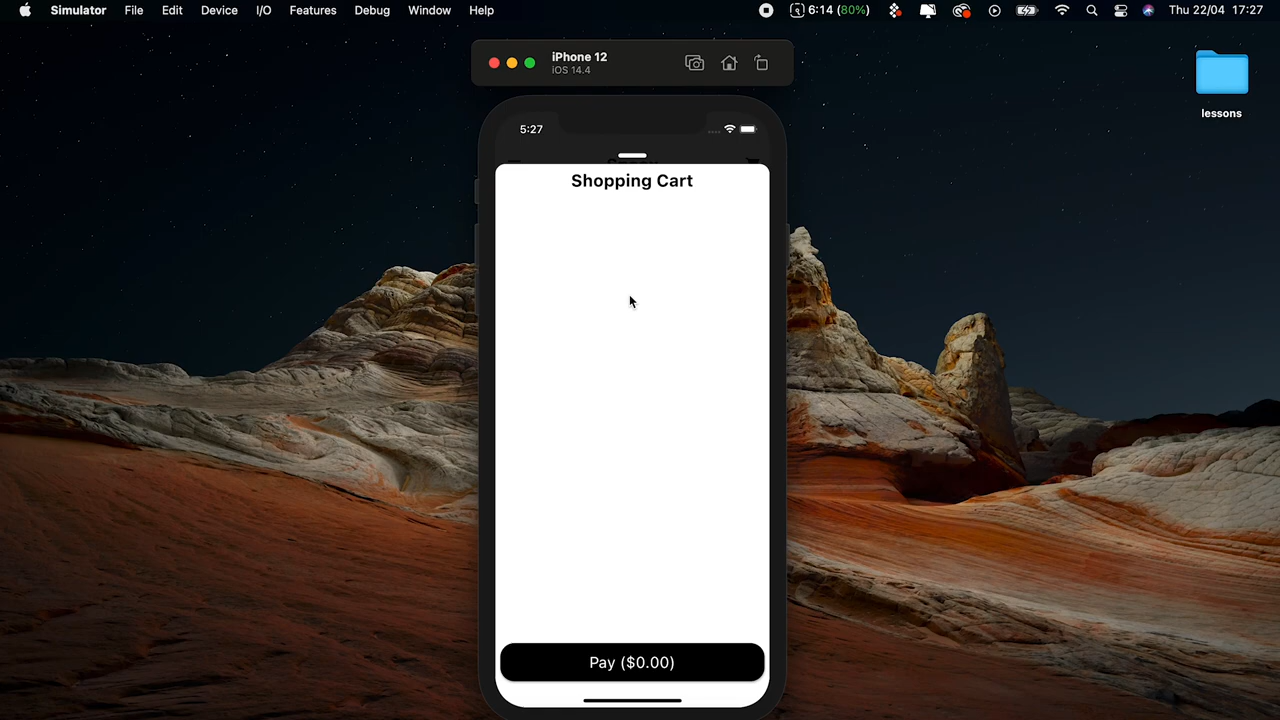 Simulator File Edit Device I/O Features Debug Window Help 6:14 (80%) Thu 22/04 17:27
iPhone 12
iOS 14.4
lessons
5:27
Shopping Cart
Pay ($0.00)